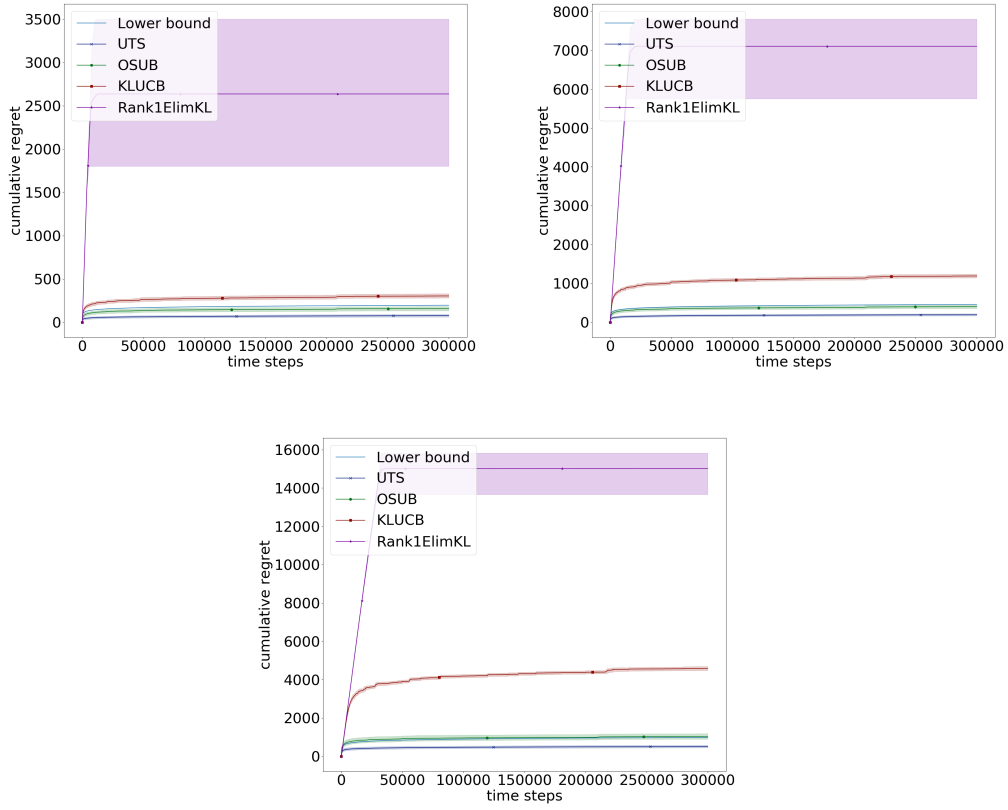 3500
3000
2500
2000
1500
1000
500
0
cumulative regret
Lower bound
UTS
OSUB
KLUCB
Rank1ElimKL
0 50000 100000 150000 200000 250000 300000
time steps
8000
7000
6000
5000
4000
3000
2000
1000
0
cumulative regret
Lower bound
UTS
OSUB
KLUCB
Rank1ElimKL
0 50000 100000 150000 200000 250000 300000
time steps
16000
14000
12000
10000
8000
6000
4000
2000
0
cumulative regret
Lower bound
UTS
OSUB
KLUCB
Rank1ElimKL
0 50000 100000 150000 200000 250000 300000
time steps